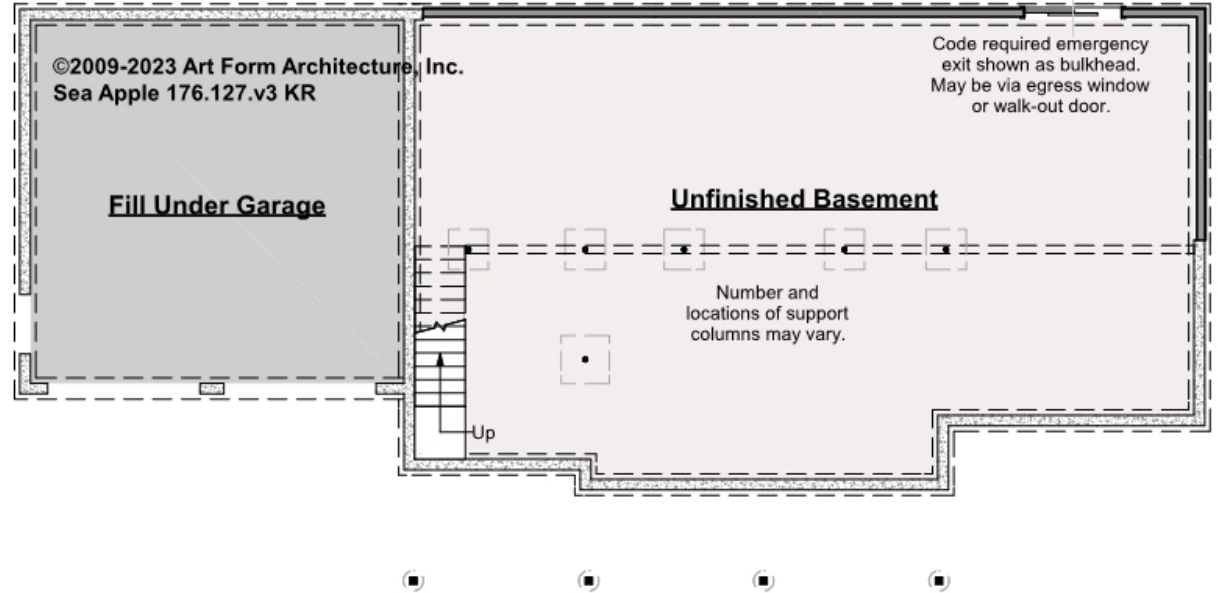 ©2009-2023 Art Form Architecture, Inc.
Sea Apple 176.127.v3 KR
Code required emergency
exit shown as bulkhead.
May be via egress window
or walk-out door.
Fill Under Garage
Unfinished Basement
Number and
locations of support
columns may vary.
Up